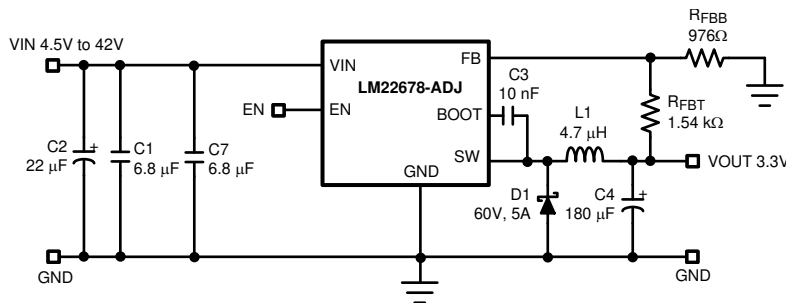 VIN 4.5V to 42V
EN
C2
22 µF
+
C1
6.8 µF
C7
6.8 µF
GND
VIN
EN
LM22678-ADJ
FB
BOOT
SW
GND
C3
10 nF
L1
4.7 µH
D1
60V, 5A
C4
180 µF
+
RFBB
976Ω
RFBT
1.54 kΩ
VOUT 3.3V
GND